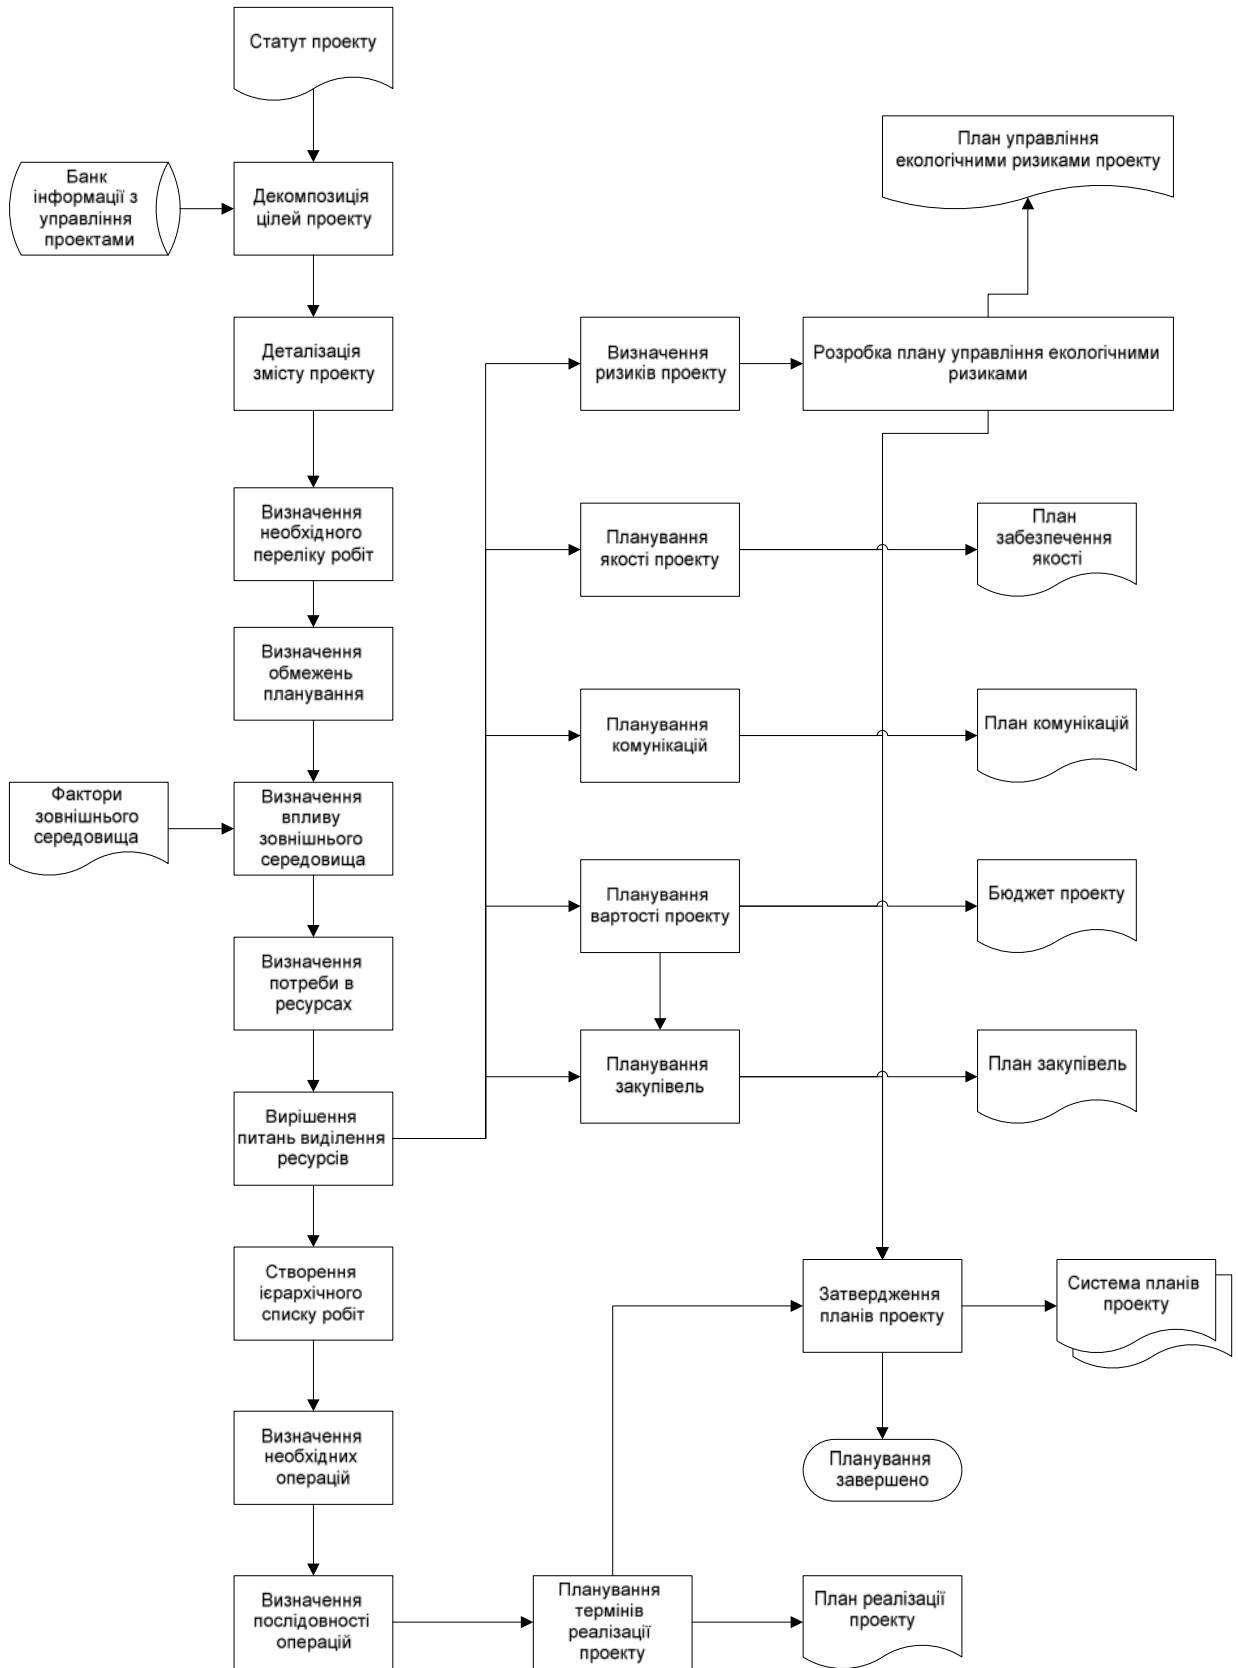 Статут проекту
План управління
екологічними ризиками проекту
Банк
інформації з
управління
проектами
Декомпозиція
цілей проекту
Деталізація
змісту проекту
Визначення
ризиків проекту
Розробка плану управління екологічними
ризиками
Визначення
необхідного
переліку робіт
Планування
якості проекту
План
забезпечення
якості
Визначення
обмежень
планування
Планування
комунікацій
План комунікацій
Фактори
зовнішнього
середовища
Визначення
впливу
зовнішнього
середовища
Планування
вартості проекту
Бюджет проекту
Визначення
потреби в
ресурсах
Планування
закупівель
План закупівель
Вирішення
питань виділення
ресурсів
Створення
ієрархічного
списку робіт
Затвердження
планів проекту
Система планів
проекту
Визначення
необхідних
операцій
Планування
завершено
Визначення
послідовності
операцій
Планування
термінів
реалізації
проекту
План реалізації
проекту